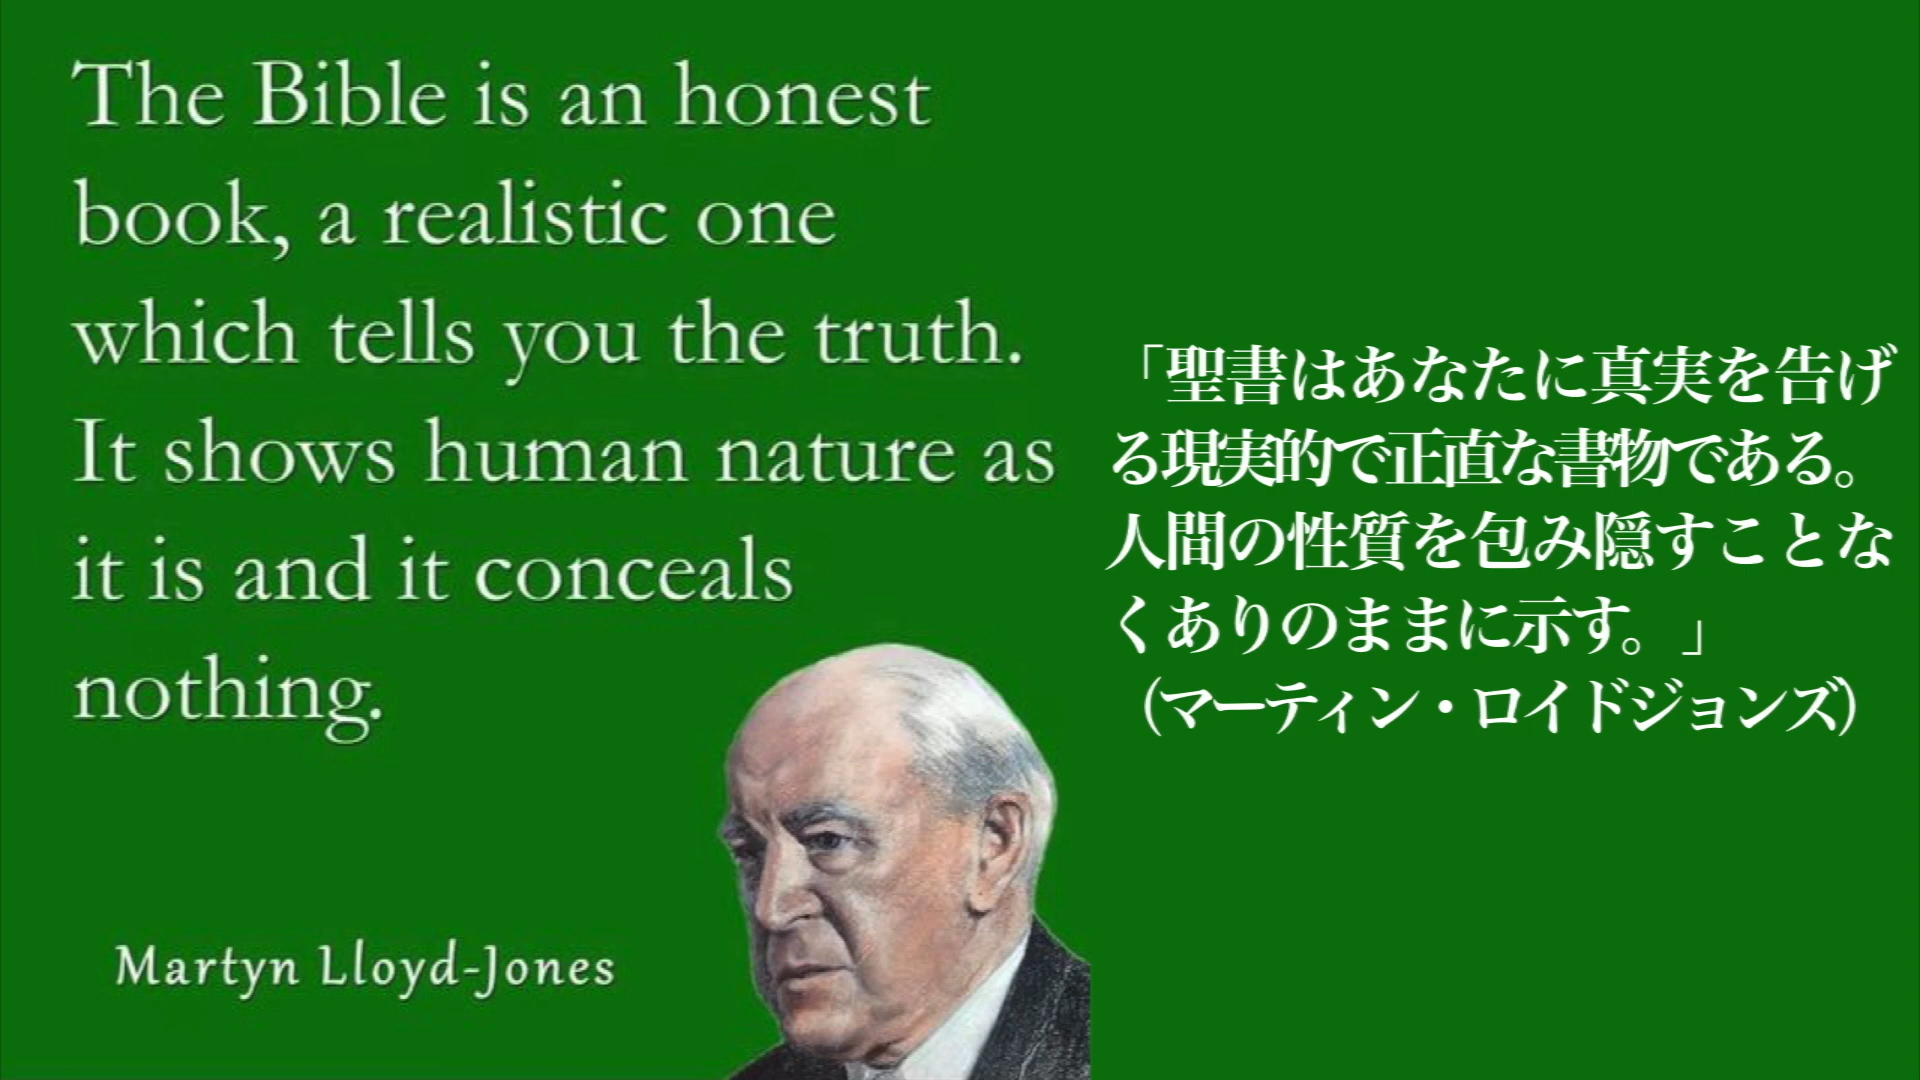 The Bible is an honest
book, a realistic one
which tells you the truth.
It shows human nature as
it is and it conceals
nothing.
Martyn Lloyd-Jones
「聖書はあなたに真実を告げ
る現実的で正直な書物である。
人間の性質を包み隠すことな
くありのままに示す。」
（マーティン・ロイドジョンズ）